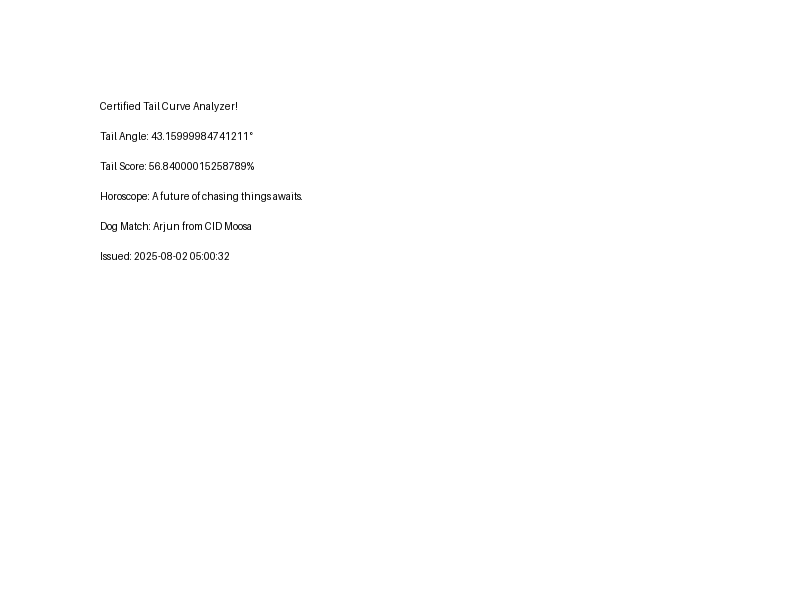 Certified Tail Curve Analyzer!
Tail Angle: 43.15999984741211°
Tail Score: 56.84000015258789%
Horoscope: A future of chasing things awaits.
Dog Match: Arjun from CID Moosa
Issued: 2025-08-02 05:00:32